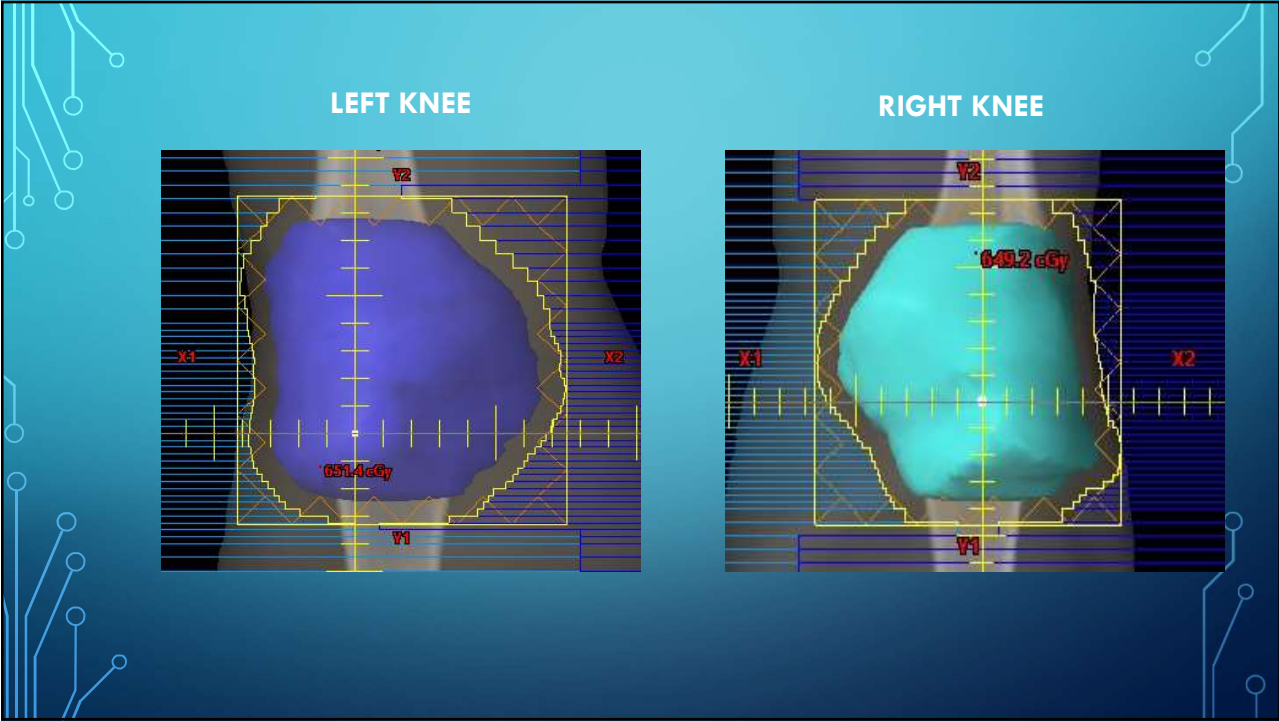 LEFT KNEE
RIGHT KNEE
Y2
X1
X2
651.4 cGy
Y1
Y2
649.2 cGy
X1
X2
Y1